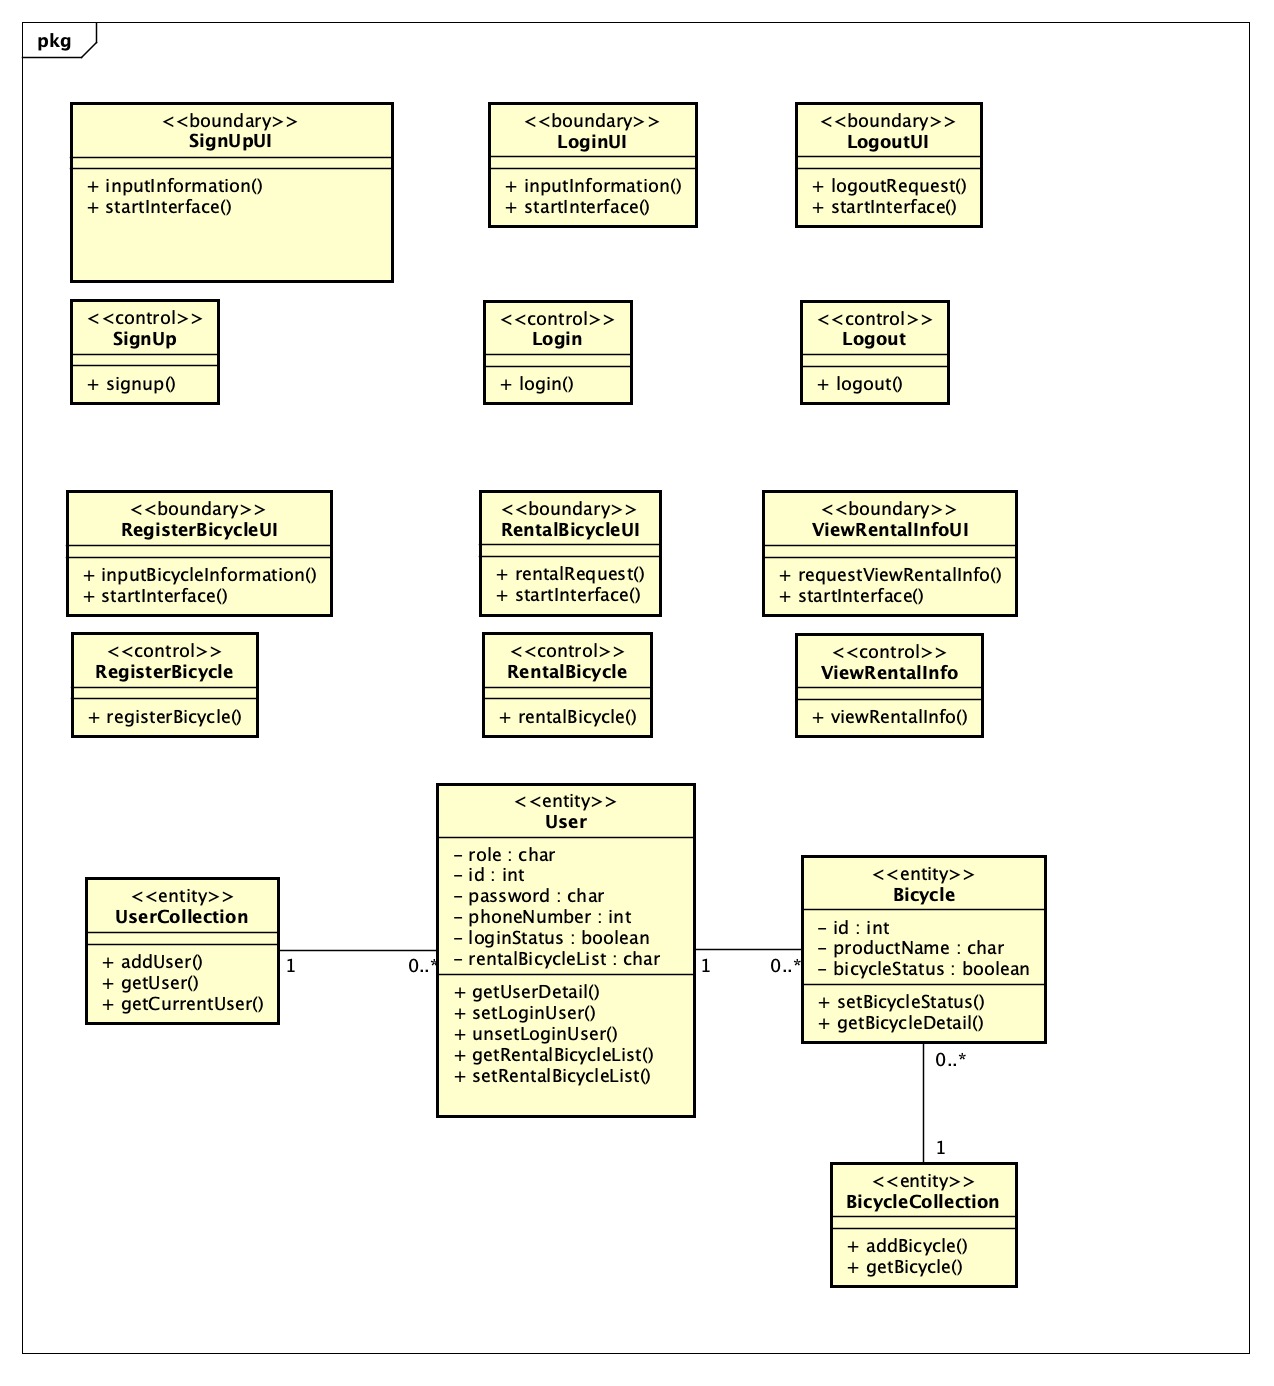 pkg
<<boundary>>
SignUpUI
+ inputInformation()
+ startInterface()
<<boundary>>
LoginUI
+ inputInformation()
+ startInterface()
<<boundary>>
LogoutUI
+ logoutRequest()
+ startInterface()
<<control>>
SignUp
+ signup()
<<control>>
Login
+ login()
<<control>>
Logout
+ logout()
<<boundary>>
RegisterBicycleUI
+ inputBicycleInformation()
+ startInterface()
<<boundary>>
RentalBicycleUI
+ rentalRequest()
+ startInterface()
<<boundary>>
ViewRentalInfoUI
+ requestViewRentalInfo()
+ startInterface()
<<control>>
RegisterBicycle
+ registerBicycle()
<<control>>
RentalBicycle
+ rentalBicycle()
<<control>>
ViewRentalInfo
+ viewRentalInfo()
<<entity>>
UserCollection
+ addUser()
+ getUser()
+ getCurrentUser()
1
0..*
<<entity>>
User
- role : char
- id : int
- password : char
- phoneNumber : int
- loginStatus : boolean
- rentalBicycleList : char
+ getUserDetail()
+ setLoginUser()
+ unsetLoginUser()
+ getRentalBicycleList()
+ setRentalBicycleList()
1
0..*
<<entity>>
Bicycle
- id : int
- productName : char
- bicycleStatus : boolean
+ setBicycleStatus()
+ getBicycleDetail()
0..*
1
<<entity>>
BicycleCollection
+ addBicycle()
+ getBicycle()